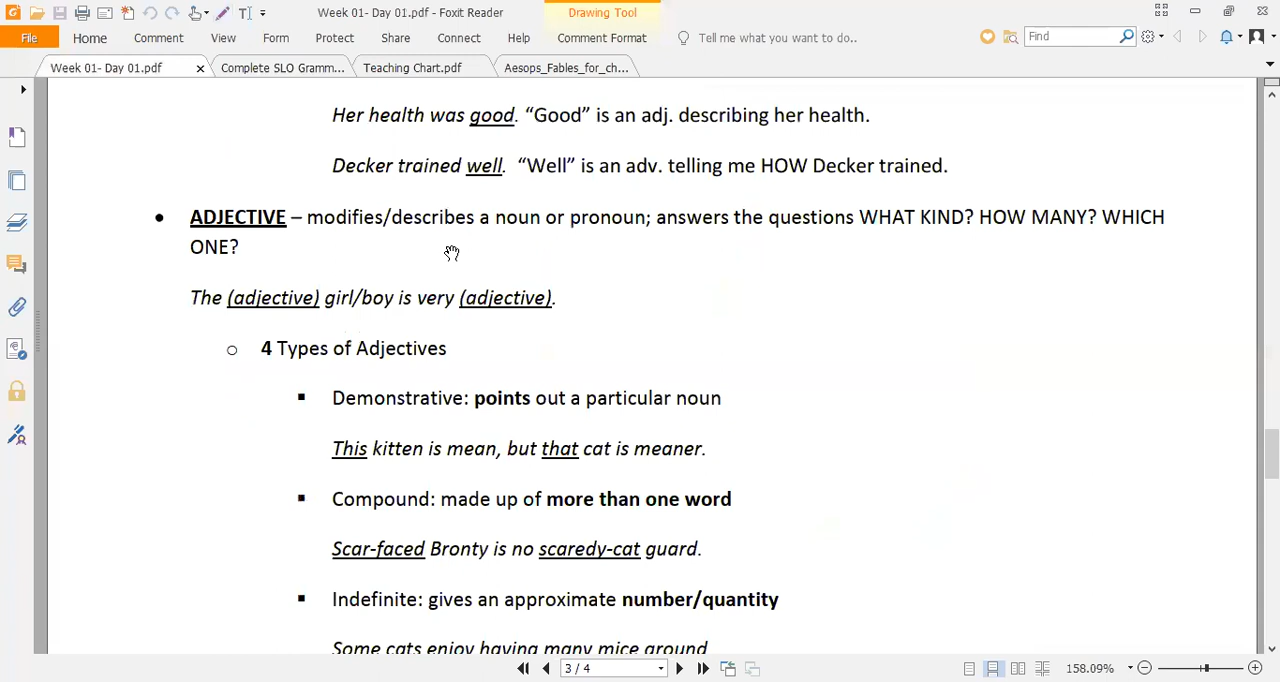 Week 01- Day 01.pdf - Foxit Reader
Drawing Tool
File Home Comment View Form Protect Share Connect Help Comment Format Tell me what you want to do.. Find
Week 01- Day 01.pdf Complete SLO Gramm... Teaching Chart.pdf Aesops_Fables_for_ch...
Her health was good. “Good” is an adj. describing her health.
Decker trained well. “Well” is an adv. telling me HOW Decker trained.
• ADJECTIVE – modifies/describes a noun or pronoun; answers the questions WHAT KIND? HOW MANY? WHICH
ONE?
The (adjective) girl/boy is very (adjective).
o 4 Types of Adjectives
▪ Demonstrative: points out a particular noun
This kitten is mean, but that cat is meaner.
▪ Compound: made up of more than one word
Scar-faced Bronty is no scaredy-cat guard.
▪ Indefinite: gives an approximate number/quantity
Some cats enjoy having many mice around
3 / 4 158.09%